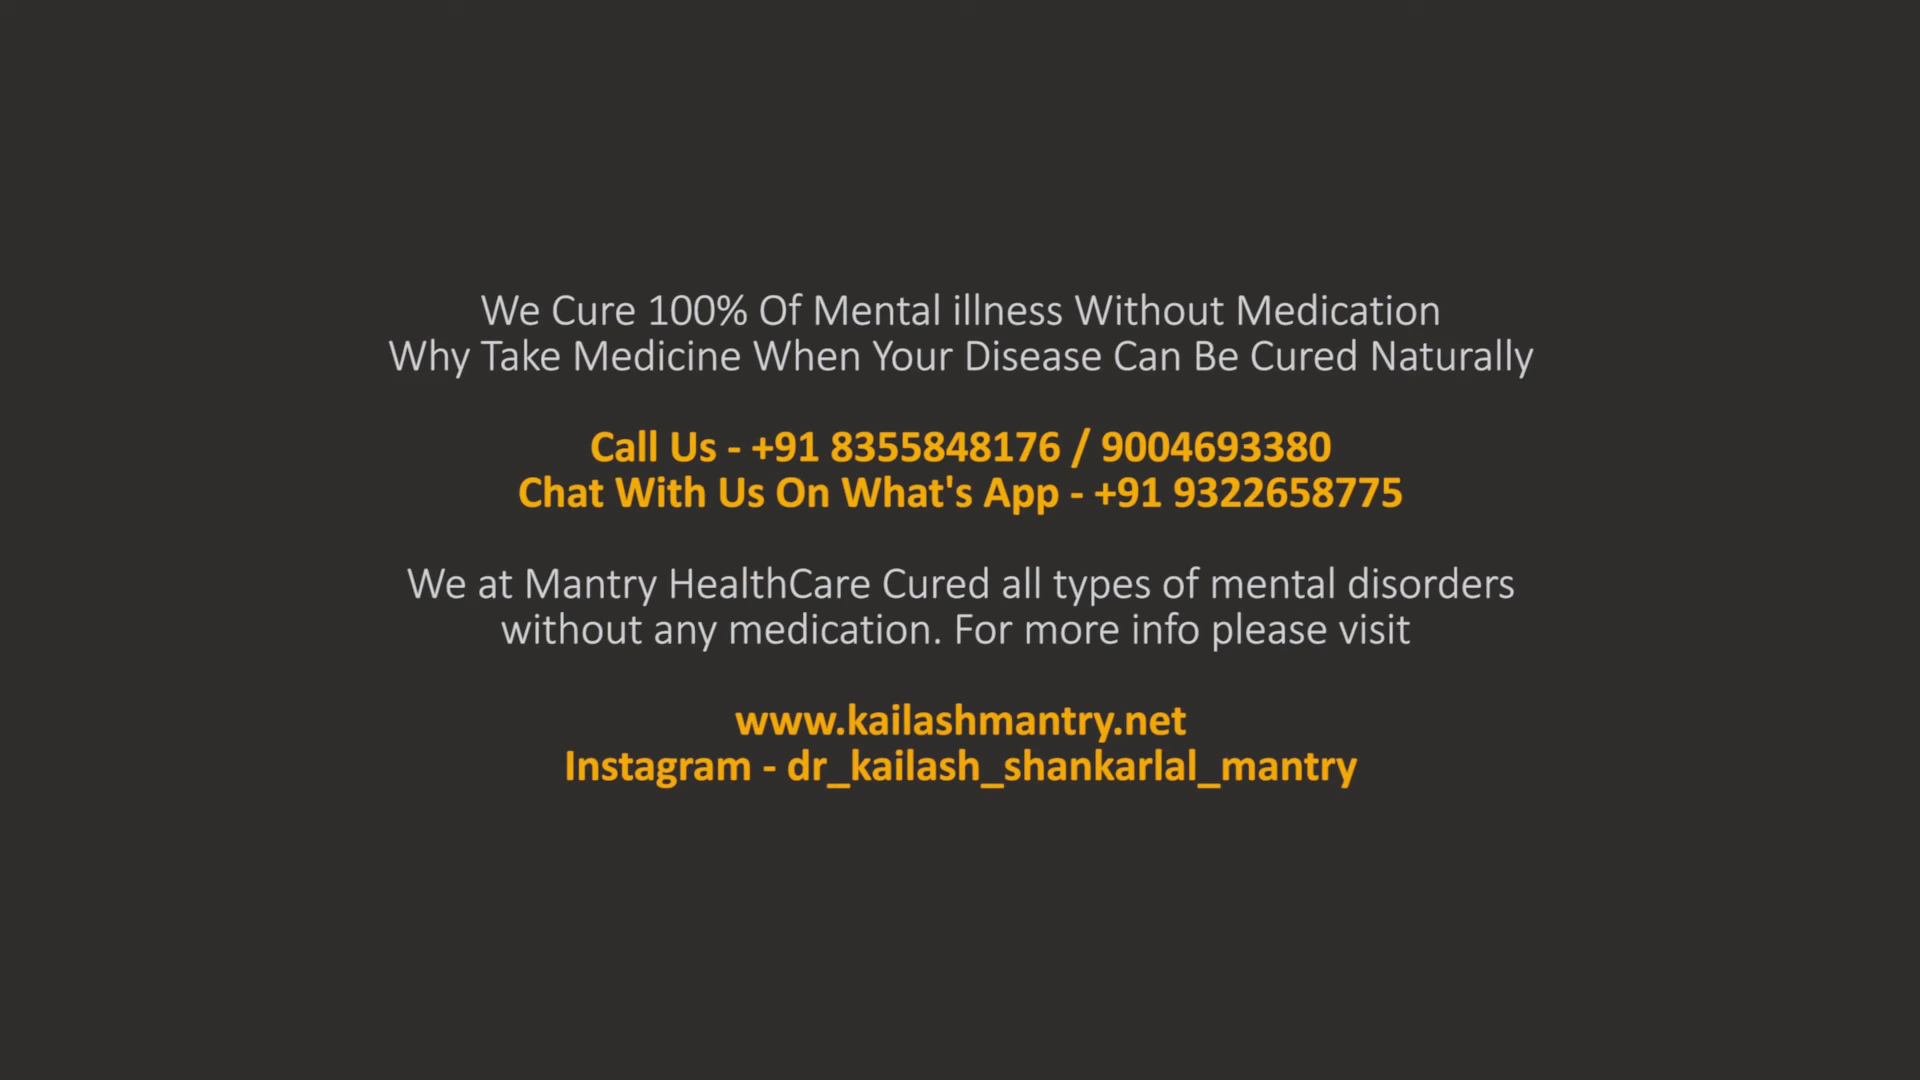 We Cure 100% Of Mental illness Without Medication
Why Take Medicine When Your Disease Can Be Cured Naturally
Call Us - +91 8355848176 / 9004693380
Chat With Us On What's App - +91 9322658775
We at Mantry HealthCare Cured all types of mental disorders
without any medication. For more info please visit
www.kailashmantry.net
Instagram - dr_kailash_shankarlal_mantry